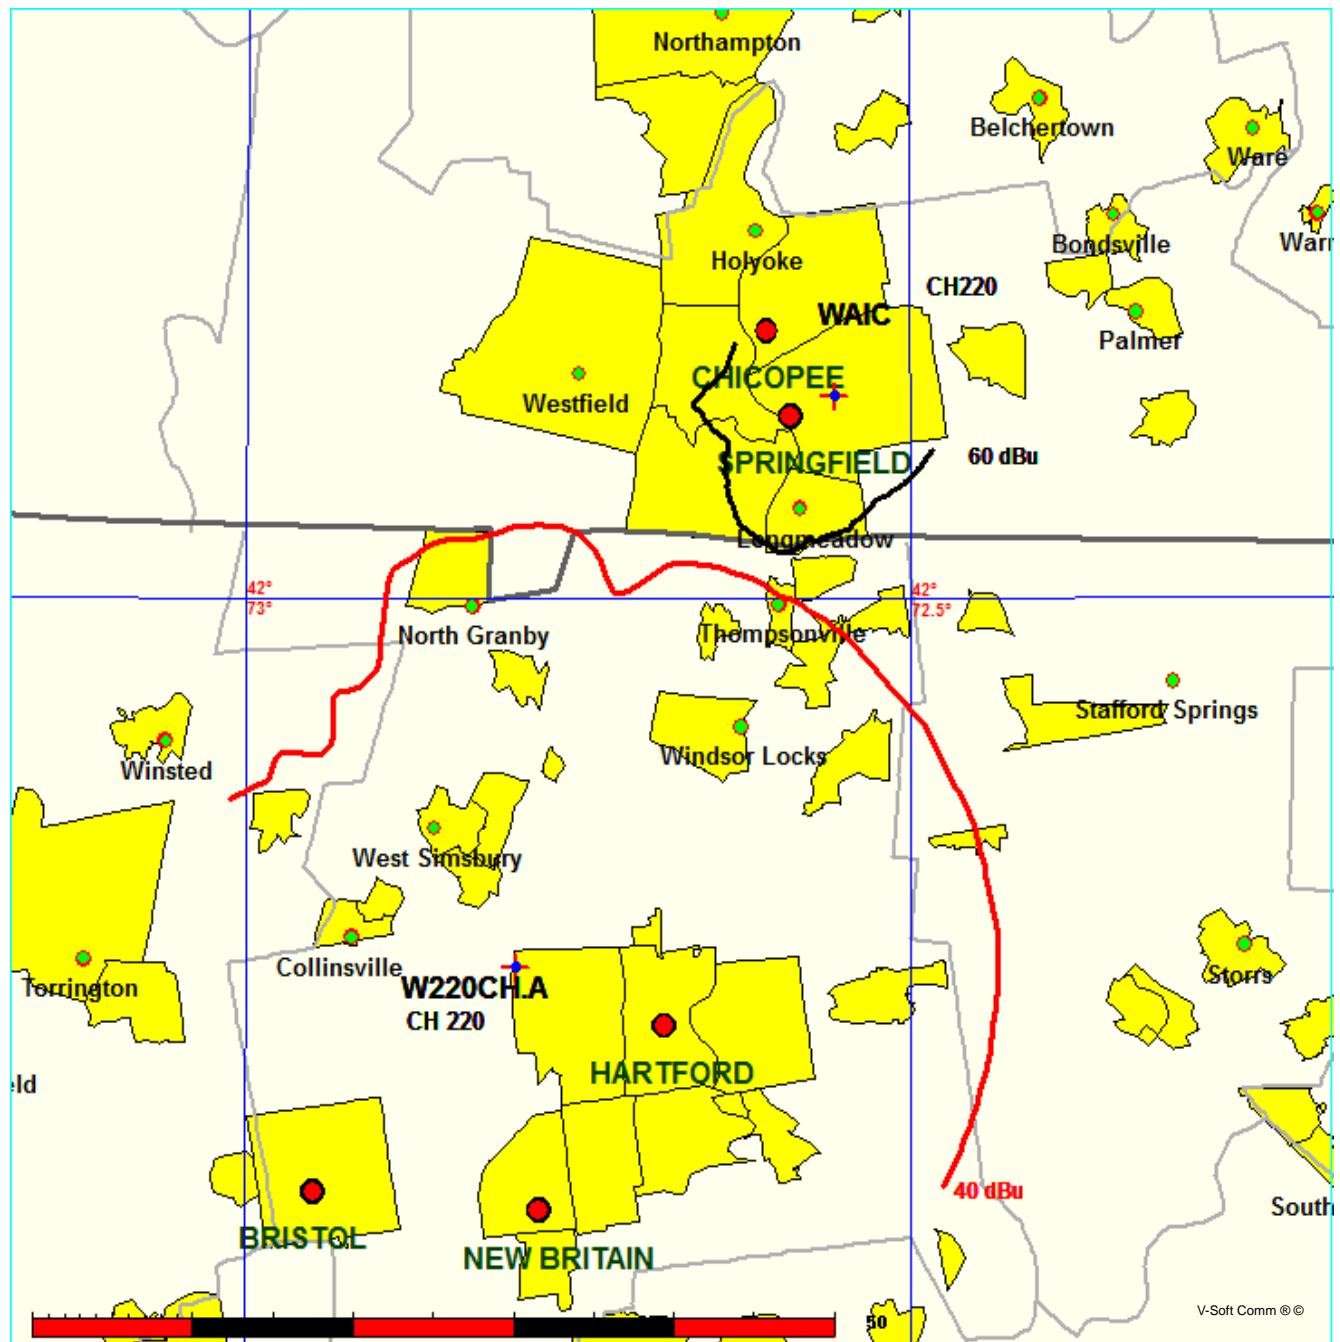 Northampton
Belchertown
Ware
Bondsville
Warr
Holyoke
CH220
WAIC
Palmer
CHICOPEE
Westfield
SPRINGFIELD
60 dBu
Longmeadow
42°
73°
42°
72.5°
North Granby
Thompsonville
Stafford Springs
Winsted
Windsor Locks
West Simsbury
Collinsville
Torrington
Storrs
W220CH.A
CH 220
HARTFORD
ld
40 dBu
South
BRISTOL
NEW BRITAIN
50
V-Soft Comm ® ©